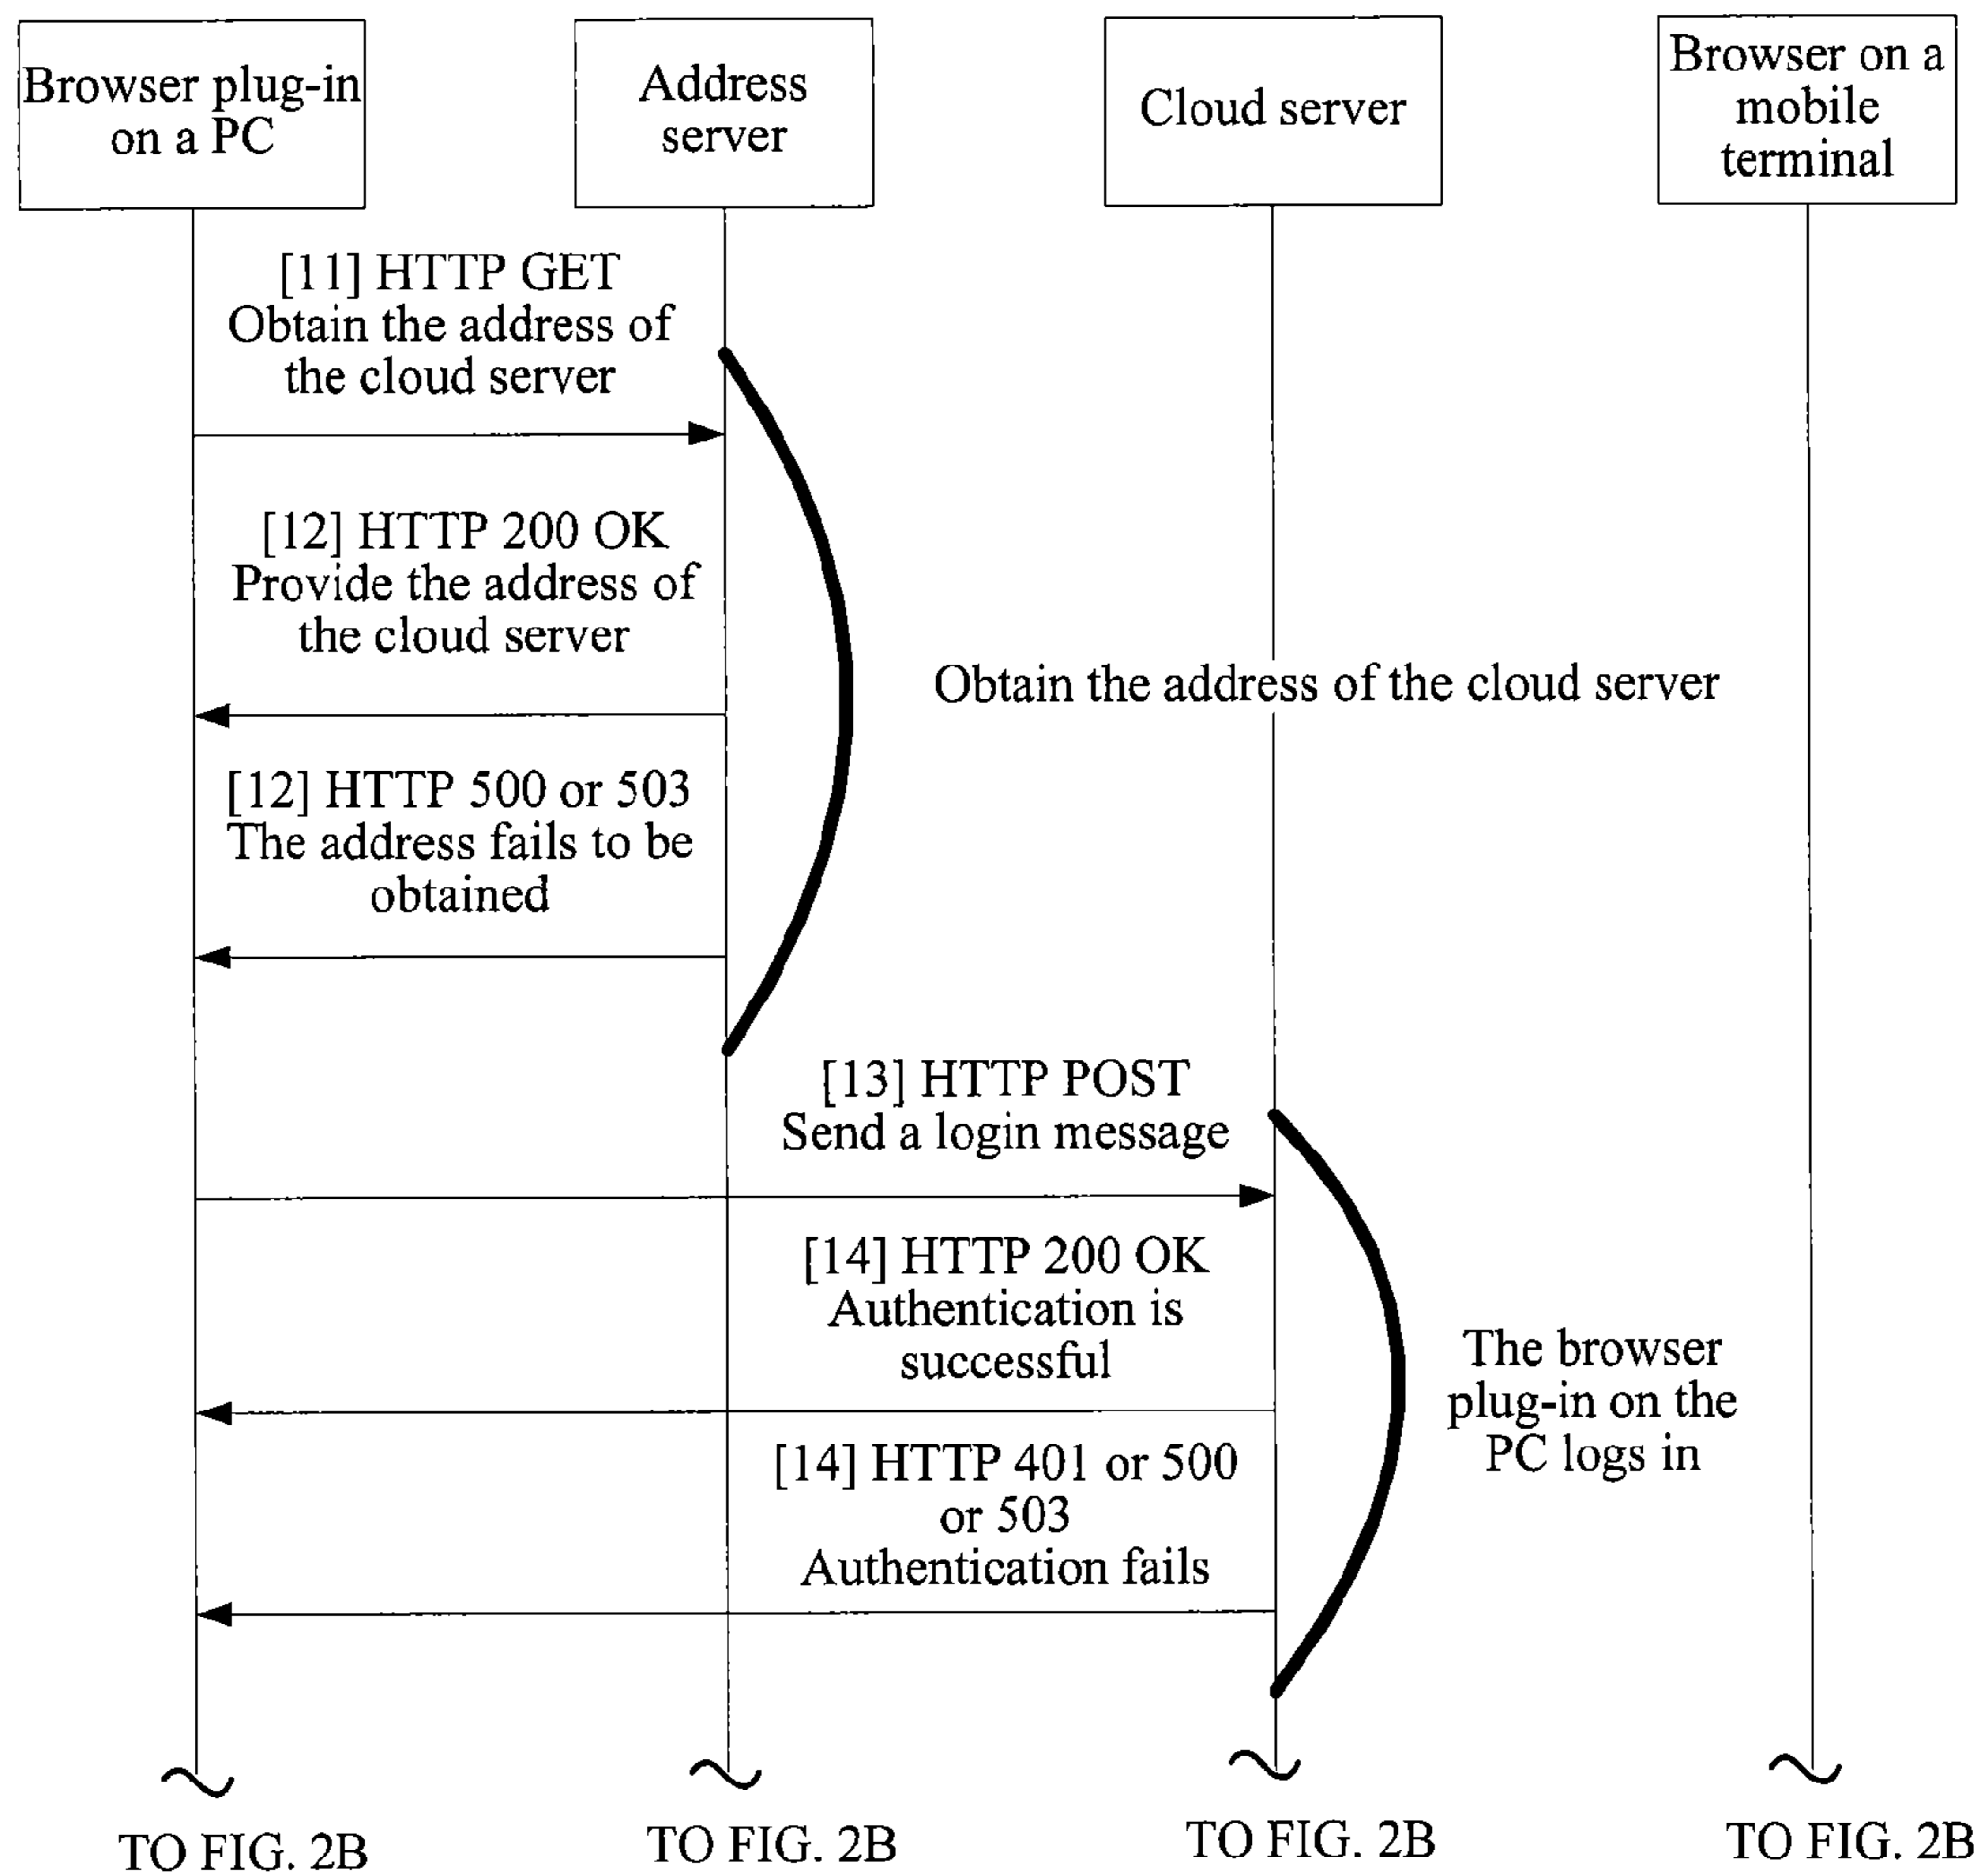 Browser plug-in
on a PC
Address
server
Cloud server
Browser on a
mobile
terminal
[11] HTTP GET
Obtain the address of
the cloud server
[12] HTTP 200 OK
Provide the address of
the cloud server
Obtain the address of the cloud server
[12] HTTP 500 or 503
The address fails to be
obtained
[13] HTTP POST
Send a login message
[14] HTTP 200 OK
Authentication is
successful
The browser
plug-in on the
PC logs in
[14] HTTP 401 or 500
or 503
Authentication fails
TO FIG. 2B
TO FIG. 2B
TO FIG. 2B
TO FIG. 2B